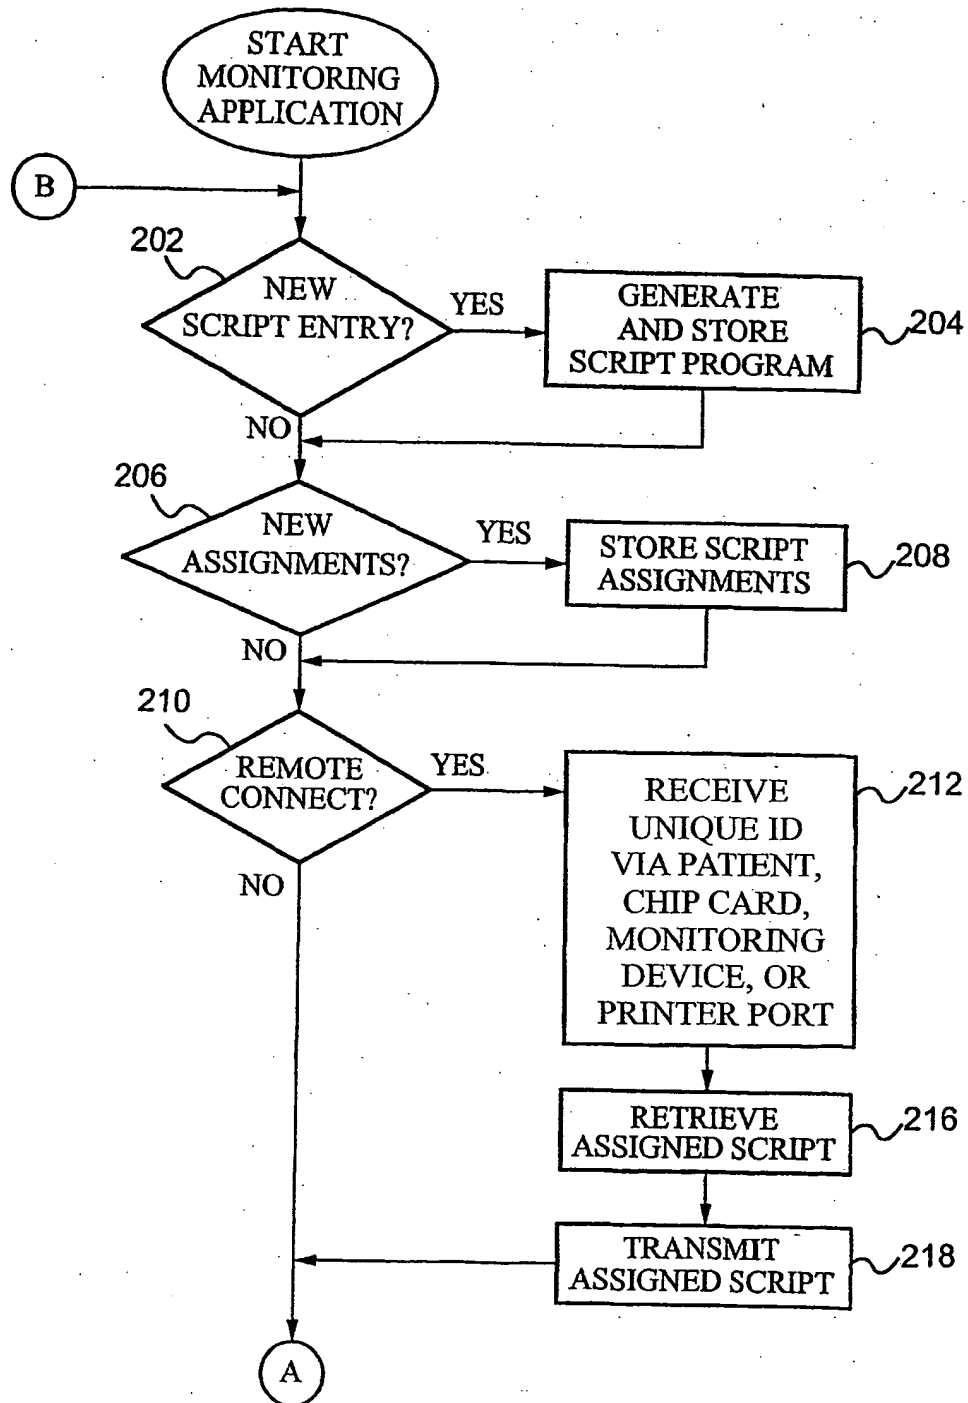 START
MONITORING
APPLICATION
B
202
NEW
SCRIPT ENTRY?
YES
GENERATE
AND STORE
SCRIPT PROGRAM
204
NO
206
NEW
ASSIGNMENTS?
YES
STORE SCRIPT
ASSIGNMENTS
208
NO
210
REMOTE
CONNECT?
YES
RECEIVE
UNIQUE ID
VIA PATIENT,
CHIP CARD,
MONITORING
DEVICE, OR
PRINTER PORT
212
NO
RETRIEVE
ASSIGNED SCRIPT
216
TRANSMIT
ASSIGNED SCRIPT
218
A